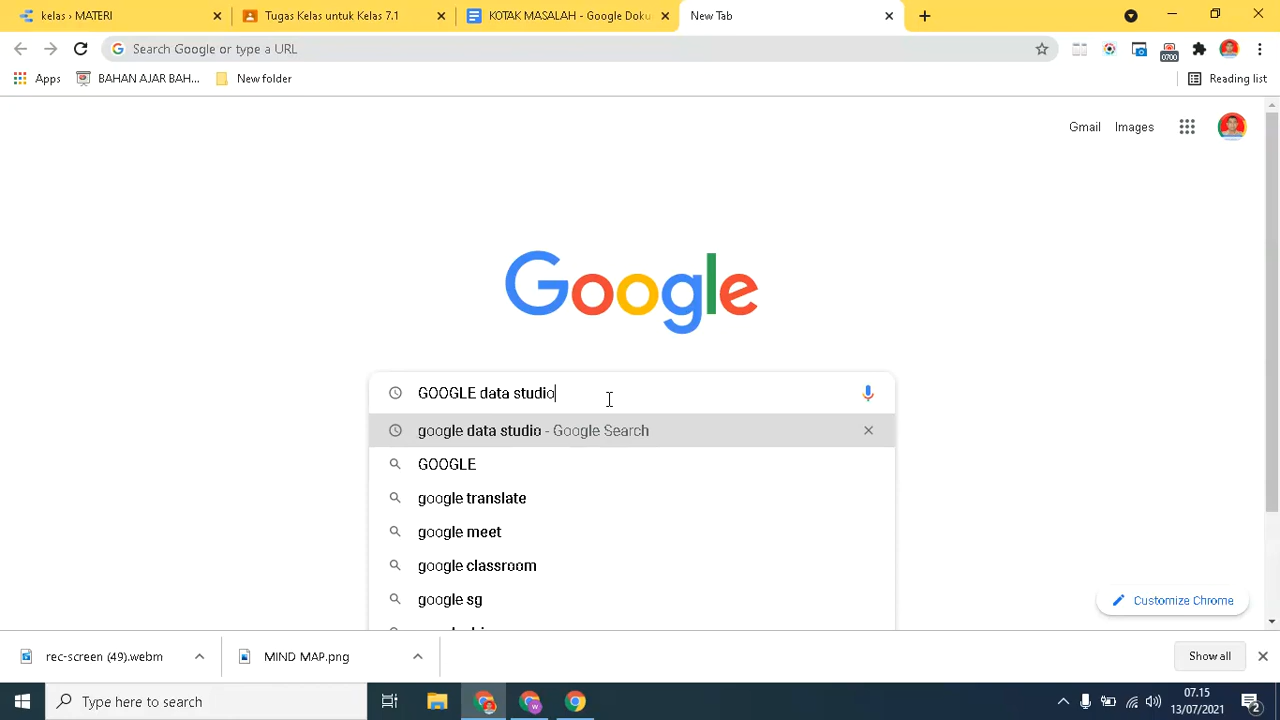 kelas › MATERI
Tugas Kelas untuk Kelas 7.1
KOTAK MASALAH - Google Doku
New Tab
Search Google or type a URL
0700
Apps
BAHAN AJAR BAH...
New folder
Reading list
Gmail
Images
Google
GOOGLE data studio
google data studio - Google Search
GOOGLE
google translate
google meet
google classroom
google sg
Customize Chrome
rec-screen (49).webm
MIND MAP.png
Show all
Type here to search
W
07.15
13/07/2021
2